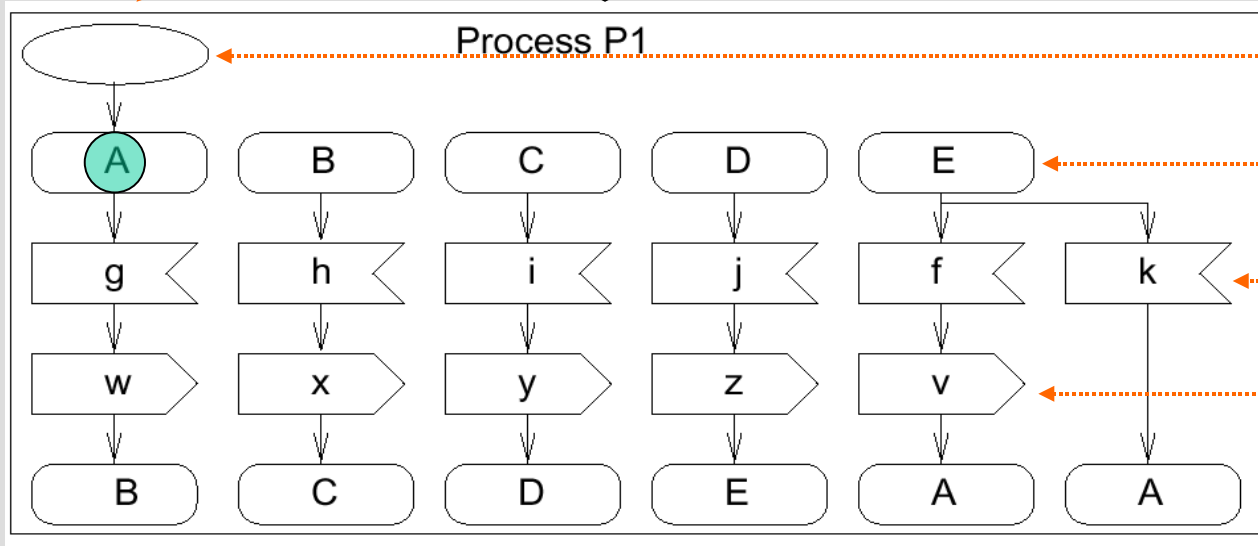 Process P1
A B C D E
g h i j f k
w x y z v
B C D E A A